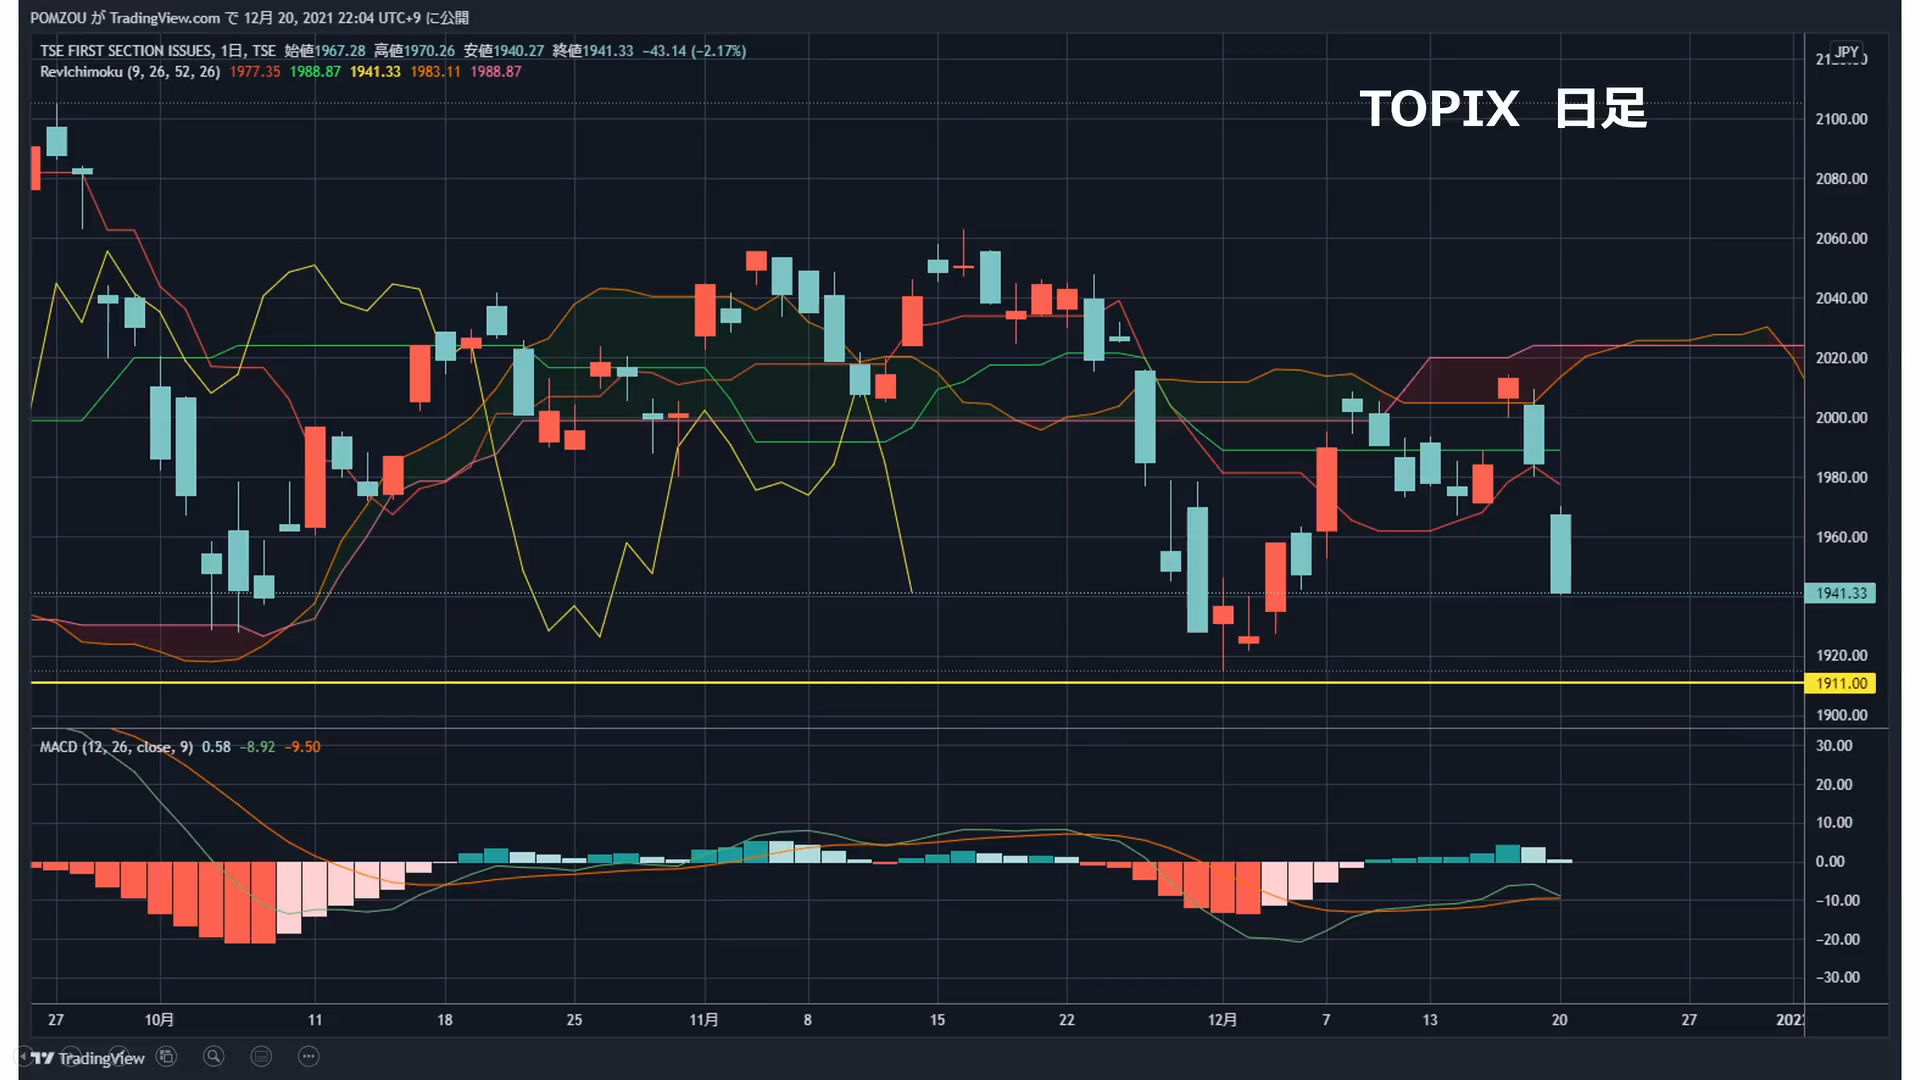 POMZOU が TradingView.com で 12月 20, 2021 22:04 UTC+9 に公開
TSE FIRST SECTION ISSUES, 1日, TSE 始値1967.28 高値1970.26 安値1940.27 終値1941.33 −43.14 (−2.17%)
RevIchimoku (9, 26, 52, 26) 1977.35 1988.87 1941.33 1983.11 1988.87
TOPIX 日足
JPY
2100.00
2080.00
2060.00
2040.00
2020.00
2000.00
1980.00
1960.00
1941.33
1920.00
1911.00
1900.00
MACD (12, 26, close, 9) 0.58 −8.92 −9.50
30.00
20.00
10.00
0.00
−10.00
−20.00
−30.00
27 10月 11 18 25 11月 8 15 22 12月 7 13 20 27
TradingView